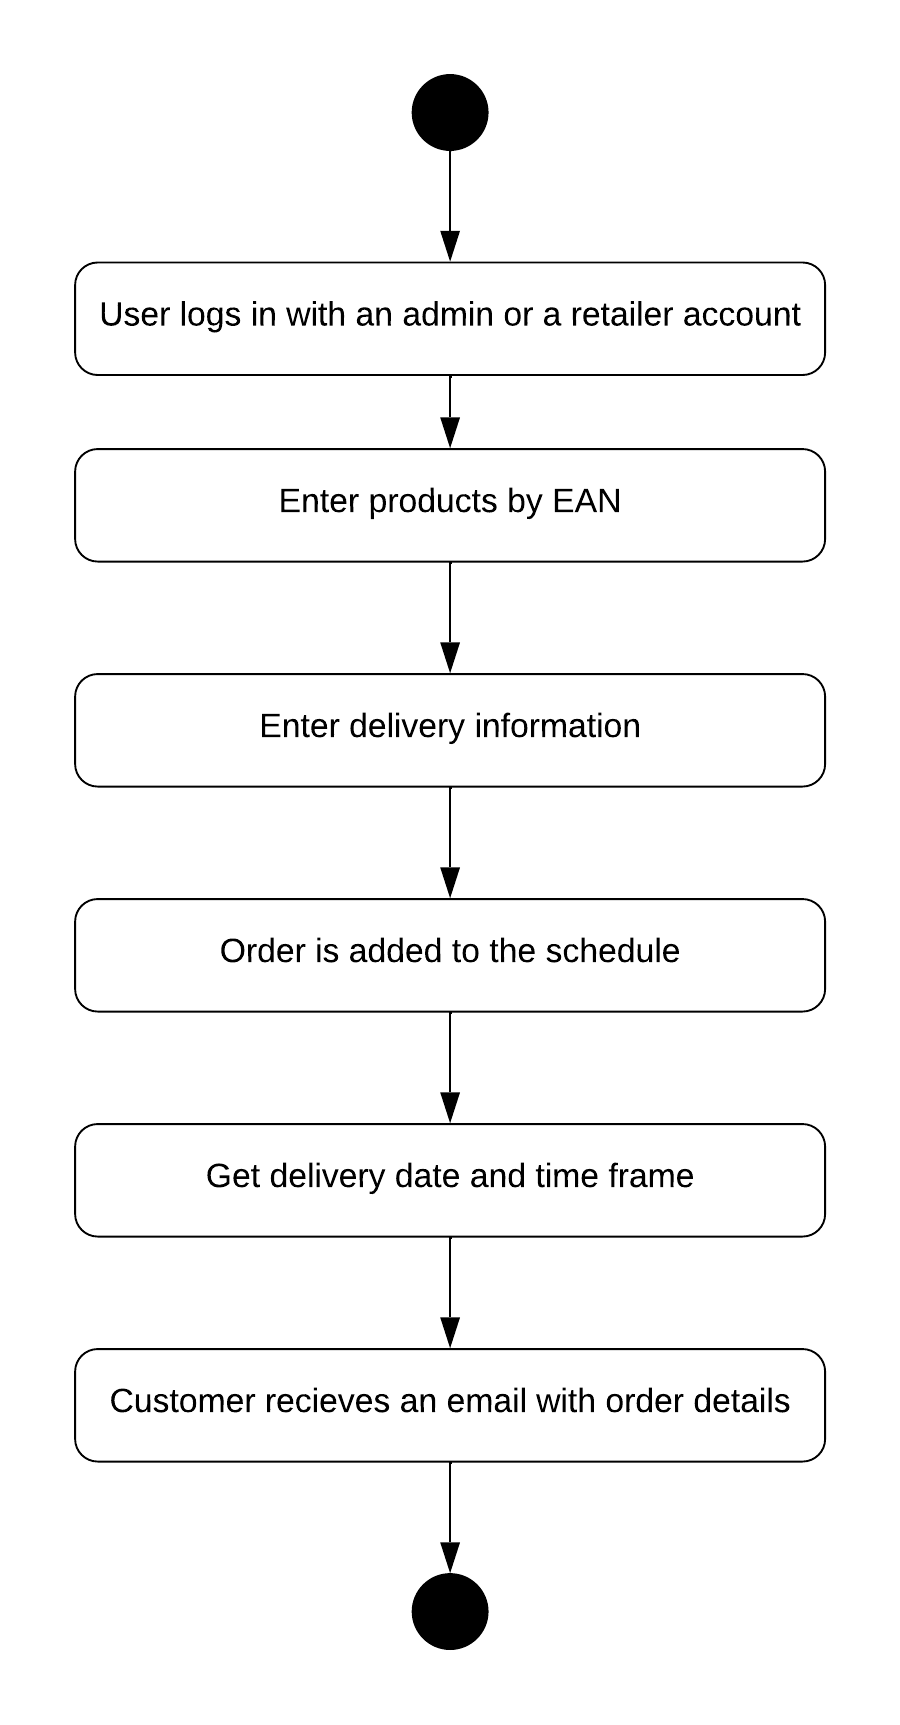 User logs in with an admin or a retailer account
Enter products by EAN
Enter delivery information
Order is added to the schedule
Get delivery date and time frame
Customer recieves an email with order details